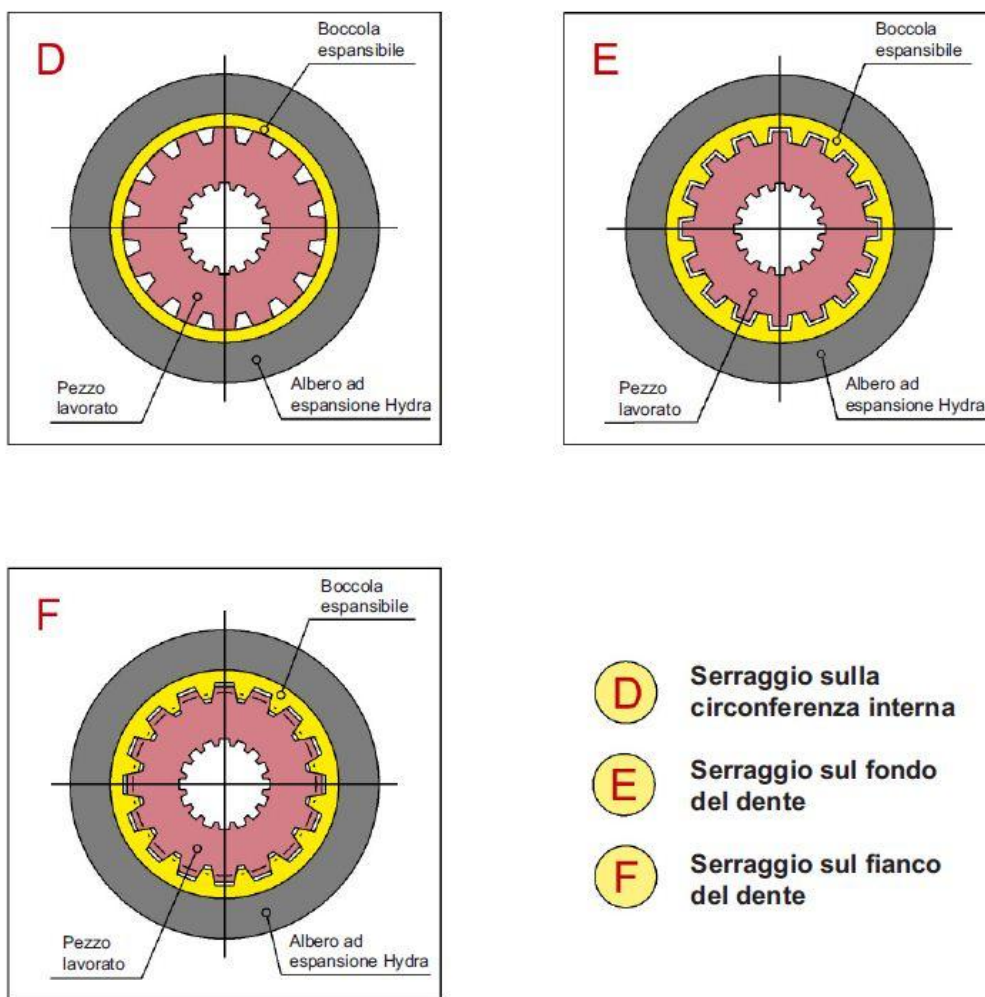 D
Boccola
espansibile
Pezzo
lavorato
Albero ad
espansione Hydra
E
Boccola
espansibile
Pezzo
lavorato
Albero ad
espansione Hydra
F
Boccola
espansibile
Pezzo
lavorato
Albero ad
espansione Hydra
D
Serraggio sulla
circonferenza interna
E
Serraggio sul fondo
del dente
F
Serraggio sul fianco
del dente